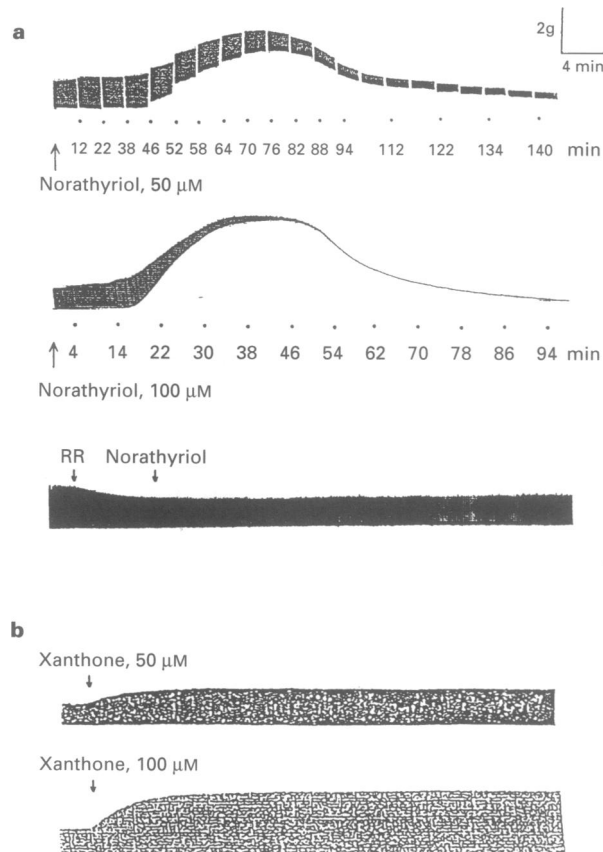 a
2g
4 min
12 22 38 46 52 58 64 70 76 82 88 94 112 122 134 140 min
Norathyriol, 50 µM
4 14 22 30 38 46 54 62 70 78 86 94 min
Norathyriol, 100 µM
RR Norathyriol
b
Xanthone, 50 µM
Xanthone, 100 µM